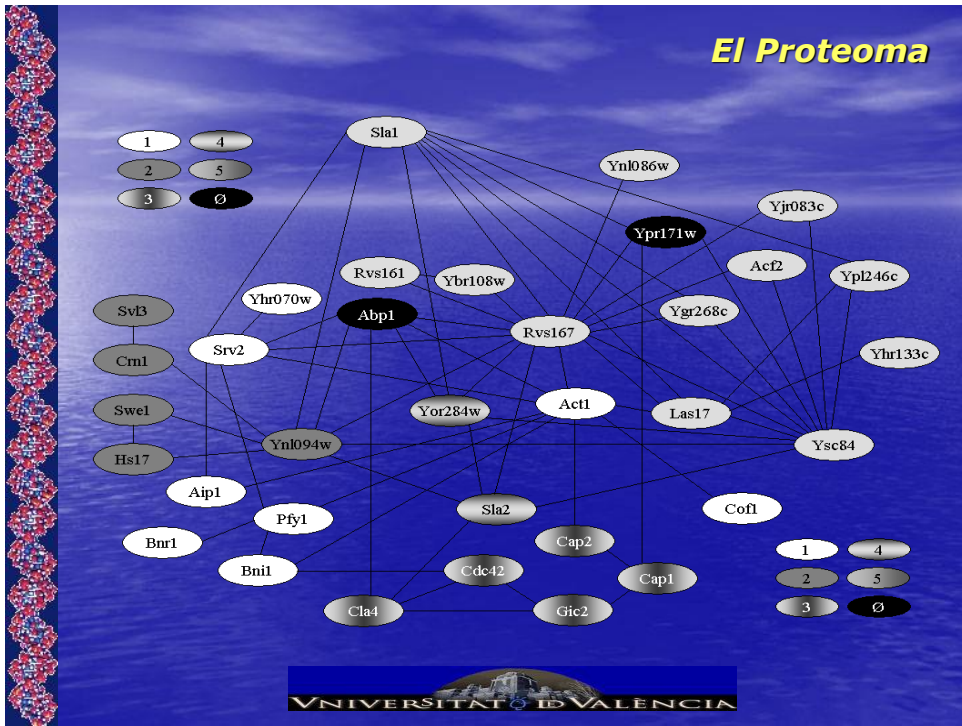 El Proteoma
Sla1
1 4
2 5
3 Ø
Ynl086w
Yjr083c
Ypr171w
Rvs161
Ybr108w
Acf2
Ypl246c
Yhr070w
Svl3
Abp1
Ygr268c
Rvs167
Srv2
Crn1
Yhr133c
Swe1
Yor284w
Act1
Las17
Ynl094w
Ysc84
Hs17
Aip1
Sla2
Cof1
Pfy1
Bnr1
Cap2
1 4
Bni1
Cdc42
Cap1
2 5
Cla4
Gic2
3 Ø
VNIVERSITAT ID VALÈNCIA